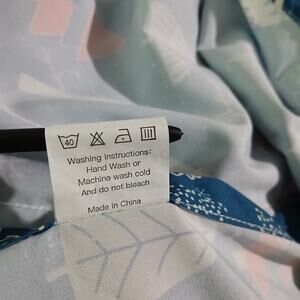 40
Washing Instructions:
Hand Wash or
Machine wash cold
And do not bleach
Made in China